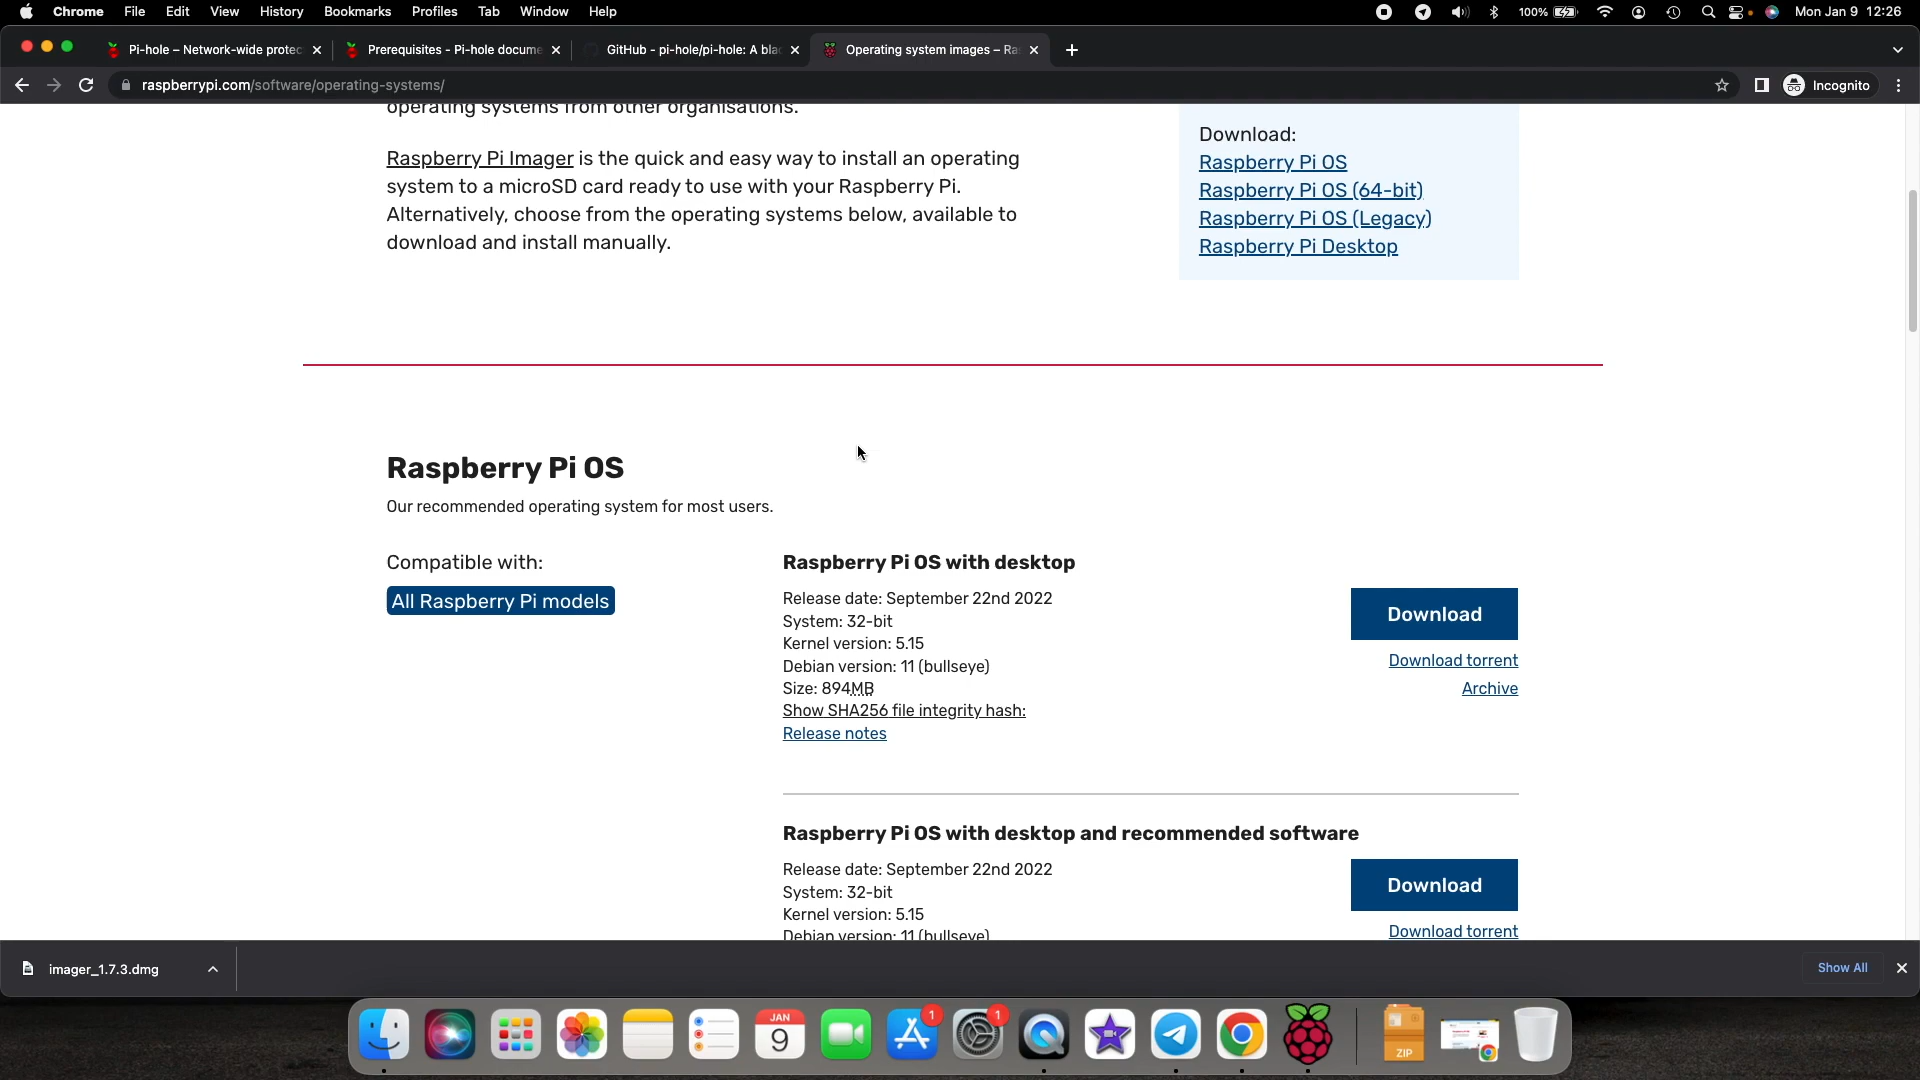 Chrome File Edit View History Bookmarks Profiles Tab Window Help 100% Mon Jan 9 12:26
Pi-hole – Network-wide protec Prerequisites - Pi-hole docume GitHub - pi-hole/pi-hole: A bla Operating system images – Ras
raspberrypi.com/software/operating-systems/ Incognito
operating systems from other organisations.
Raspberry Pi Imager is the quick and easy way to install an operating
system to a microSD card ready to use with your Raspberry Pi.
Alternatively, choose from the operating systems below, available to
download and install manually.
Download:
Raspberry Pi OS
Raspberry Pi OS (64-bit)
Raspberry Pi OS (Legacy)
Raspberry Pi Desktop
Raspberry Pi OS
Our recommended operating system for most users.
Compatible with:
All Raspberry Pi models
Raspberry Pi OS with desktop
Release date: September 22nd 2022
System: 32-bit
Kernel version: 5.15
Debian version: 11 (bullseye)
Size: 894MB
Show SHA256 file integrity hash:
Release notes
Download
Download torrent
Archive
Raspberry Pi OS with desktop and recommended software
Release date: September 22nd 2022
System: 32-bit
Kernel version: 5.15
Debian version: 11 (bullseye)
Download
Download torrent
imager_1.7.3.dmg Show All
JAN
9
1
1
ZIP